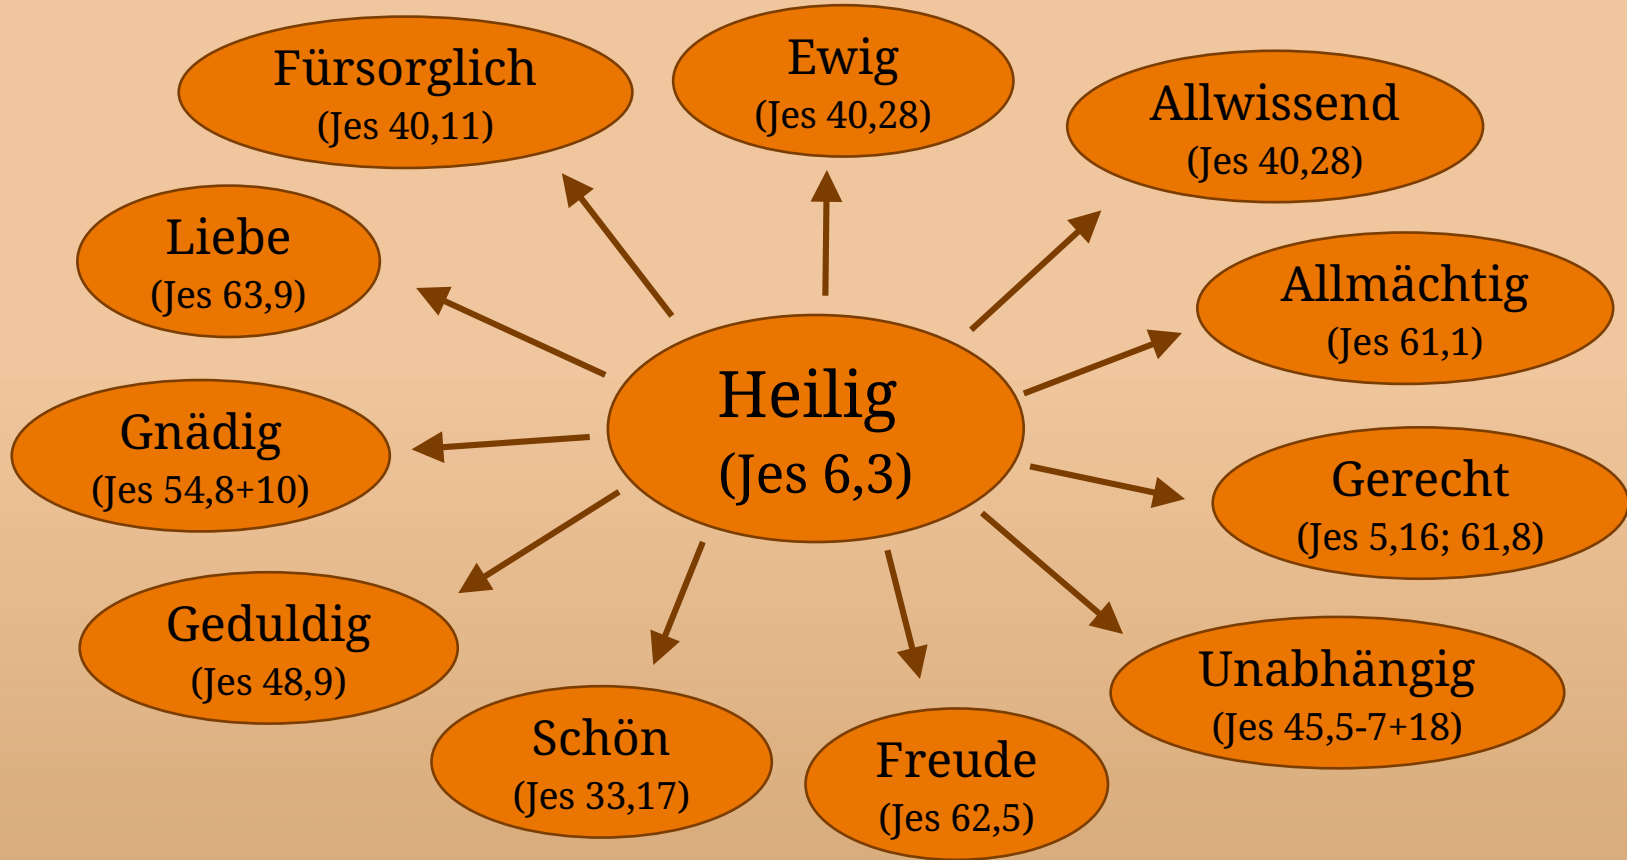 Fürsorglich
(Jes 40,11)
Ewig
(Jes 40,28)
Allwissend
(Jes 40,28)
Liebe
(Jes 63,9)
Allmächtig
(Jes 61,1)
Heilig
(Jes 6,3)
Gnädig
(Jes 54,8+10)
Gerecht
(Jes 5,16; 61,8)
Geduldig
(Jes 48,9)
Unabhängig
(Jes 45,5-7+18)
Schön
(Jes 33,17)
Freude
(Jes 62,5)